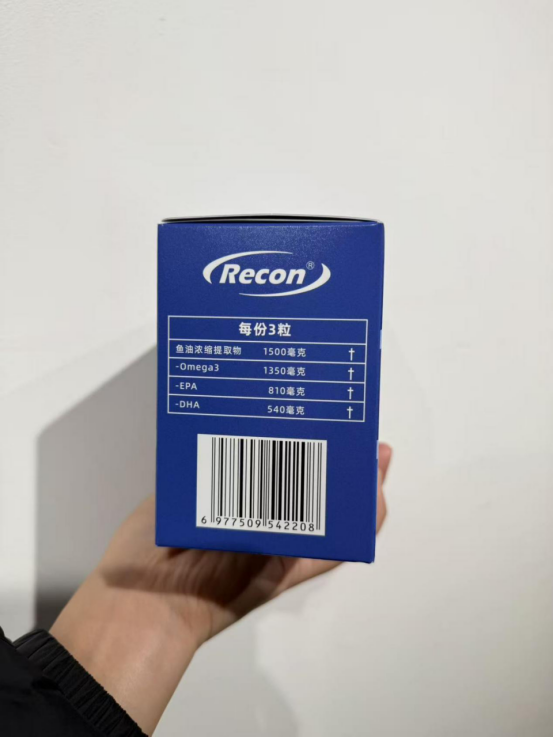 Recon®
每份3粒
鱼油浓缩提取物 1500毫克 †
-Omega3 1350毫克 †
-EPA 810毫克 †
-DHA 540毫克 †
6 977509 542208